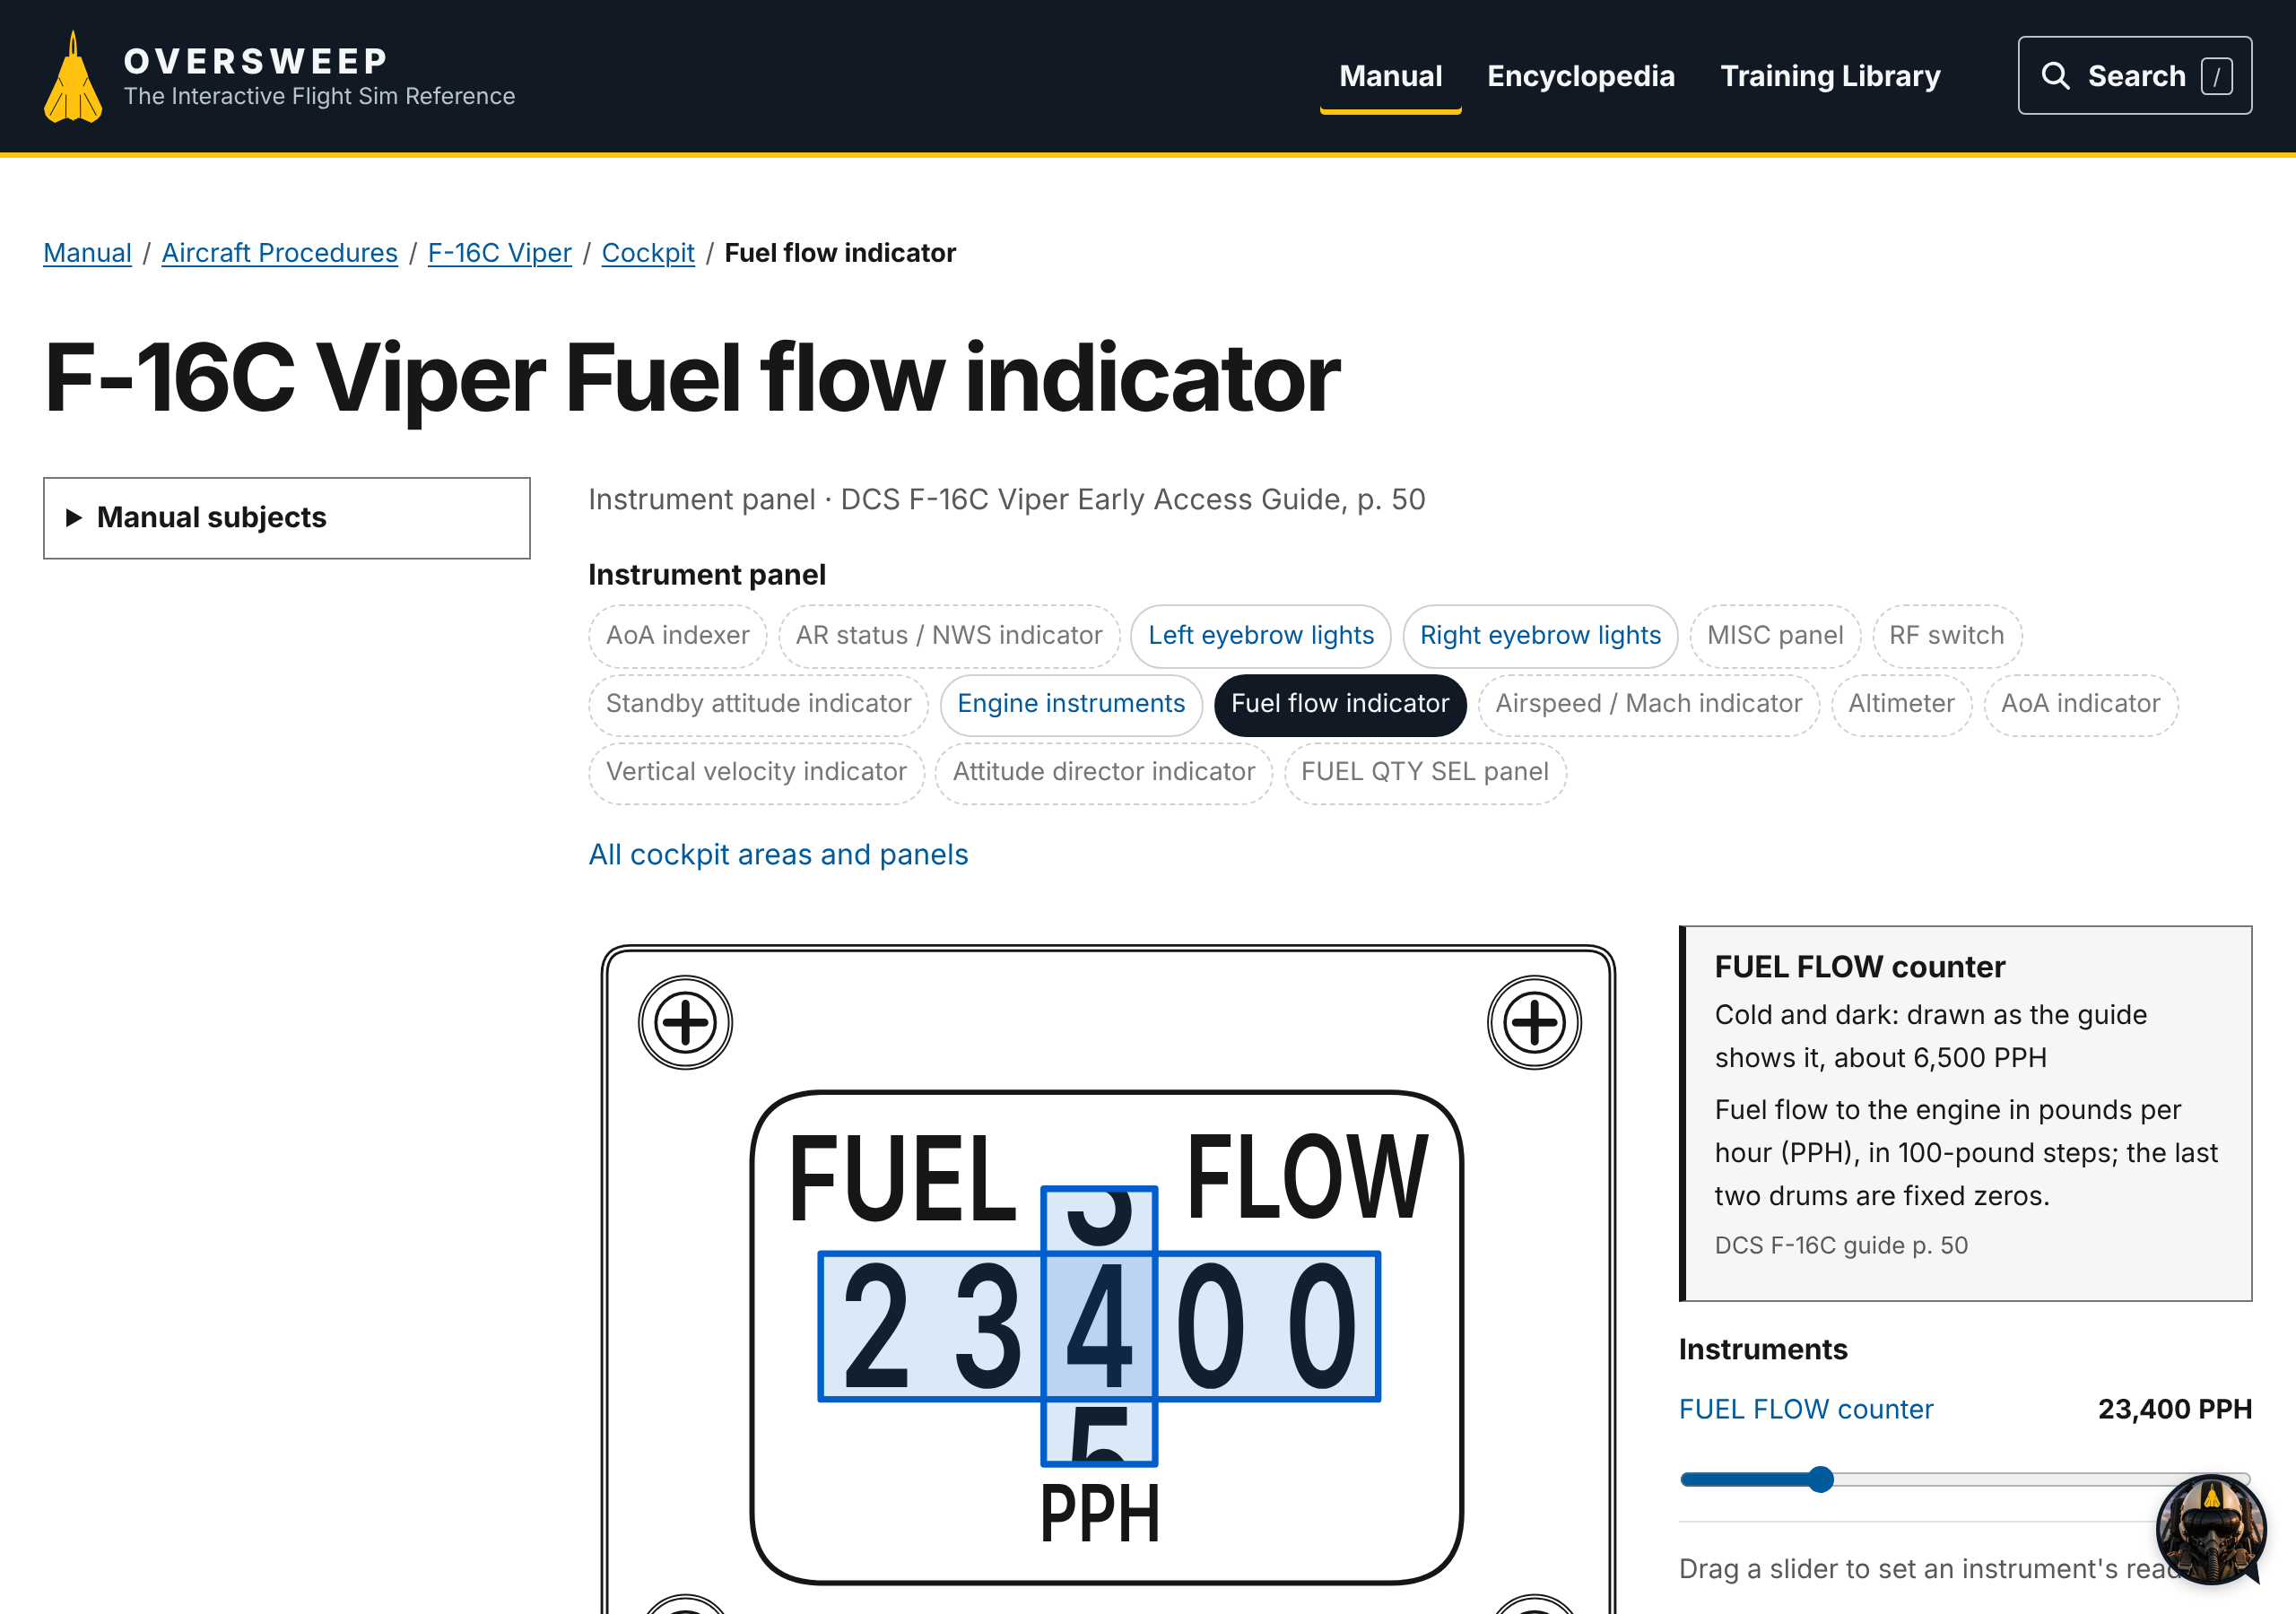 OVERSWEEP
The Interactive Flight Sim Reference
Manual
Encyclopedia
Training Library
Search /
Manual / Aircraft Procedures / F-16C Viper / Cockpit / Fuel flow indicator
F-16C Viper Fuel flow indicator
Manual subjects
Instrument panel · DCS F-16C Viper Early Access Guide, p. 50
Instrument panel
AoA indexer
AR status / NWS indicator
Left eyebrow lights
Right eyebrow lights
MISC panel
RF switch
Standby attitude indicator
Engine instruments
Fuel flow indicator
Airspeed / Mach indicator
Altimeter
AoA indicator
Vertical velocity indicator
Attitude director indicator
FUEL QTY SEL panel
All cockpit areas and panels
FUEL FLOW
3
2 3 4 0 0
5
PPH
FUEL FLOW counter
Cold and dark: drawn as the guide
shows it, about 6,500 PPH
Fuel flow to the engine in pounds per
hour (PPH), in 100-pound steps; the last
two drums are fixed zeros.
DCS F-16C guide p. 50
Instruments
FUEL FLOW counter
23,400 PPH
Drag a slider to set an instrument's